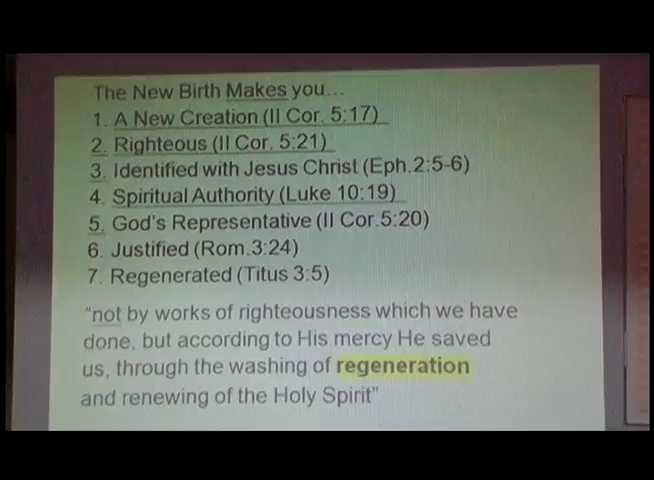 The New Birth Makes you...
1. A New Creation (II Cor. 5:17)
2. Righteous (II Cor. 5:21)
3. Identified with Jesus Christ (Eph.2:5-6)
4. Spiritual Authority (Luke 10:19)
5. God's Representative (II Cor.5:20)
6. Justified (Rom.3:24)
7. Regenerated (Titus 3:5)
"not by works of righteousness which we have
done, but according to His mercy He saved
us, through the washing of regeneration
and renewing of the Holy Spirit"